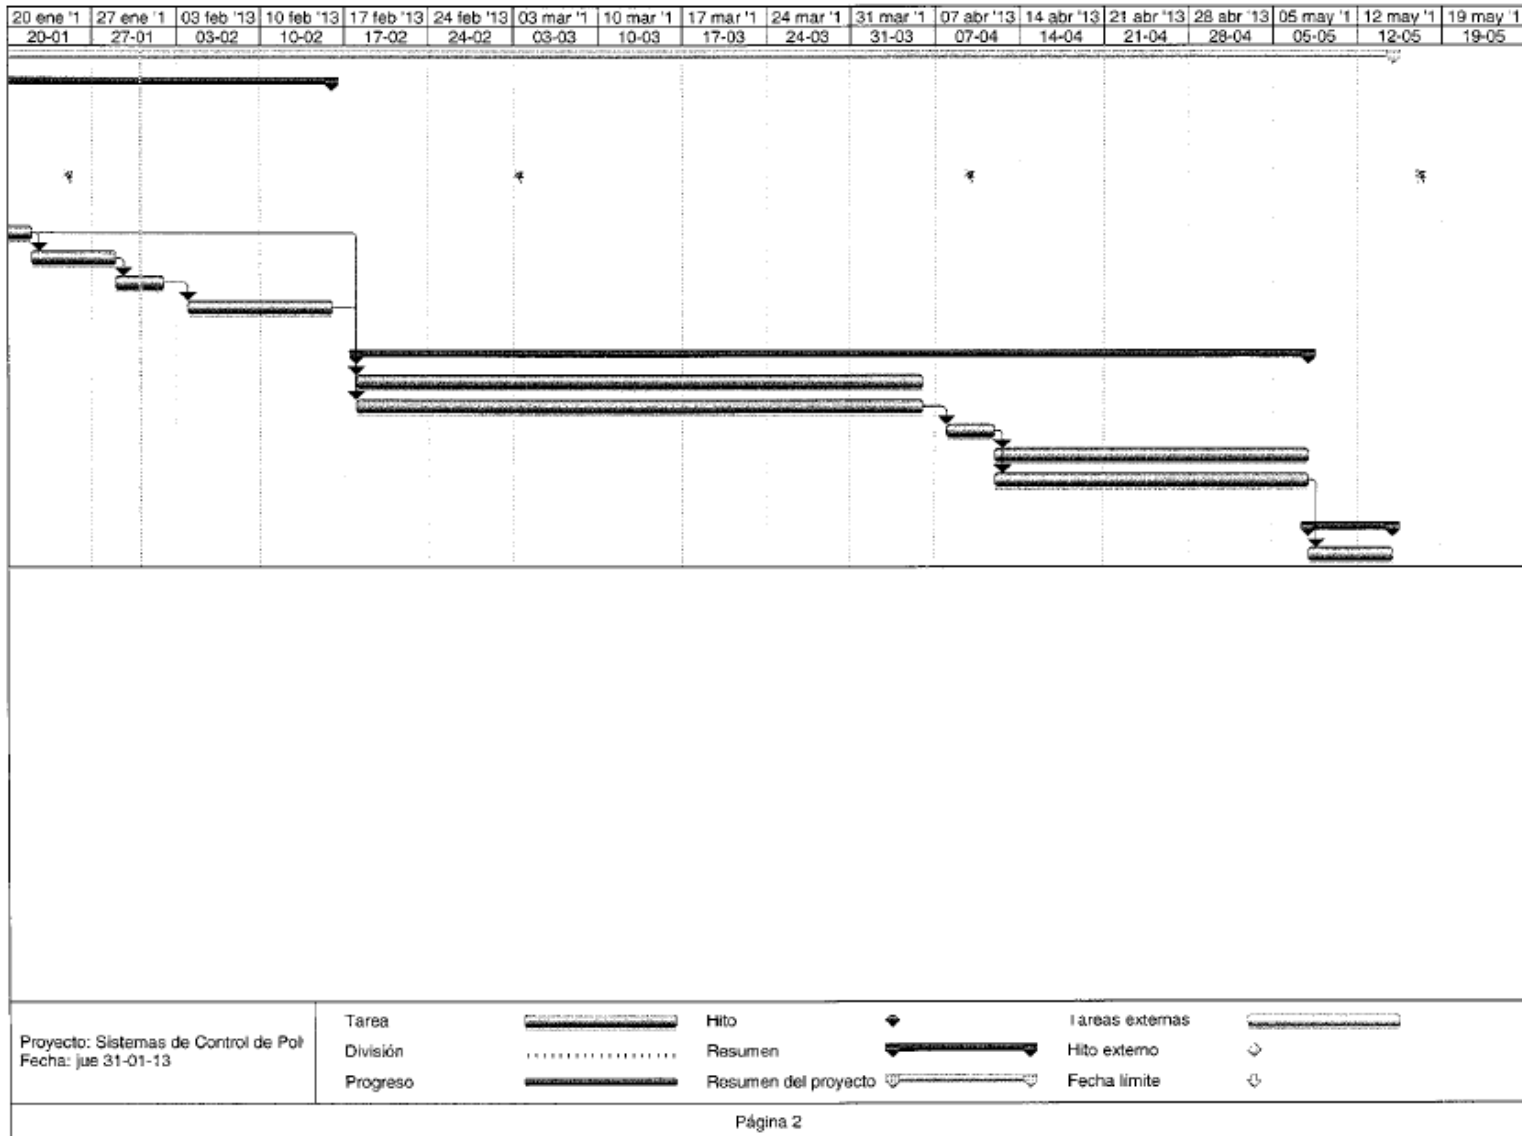 20 ene '1 27 ene '1 03 feb '13 10 feb '13 17 feb '13 24 feb '13 03 mar '1 10 mar '1 17 mar '1 24 mar '1 31 mar '1 07 abr '13 14 abr '13 21 abr '13 28 abr '13 05 may '1 12 may '1 19 may '1
20-01 27-01 03-02 10-02 17-02 24-02 03-03 10-03 17-03 24-03 31-03 07-04 14-04 21-04 28-04 05-05 12-05 19-05
Proyecto: Sistemas de Control de
Fecha: jue 31-01-13
Tarea
División
Progreso
Hito
Resumen
Resumen del proyecto
Tareas externas
Hito externo
Fecha límite
Página 2